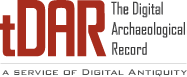 tDAR
The Digital
Archaeological
Record
A SERVICE OF DIGITAL ANTIQUITY